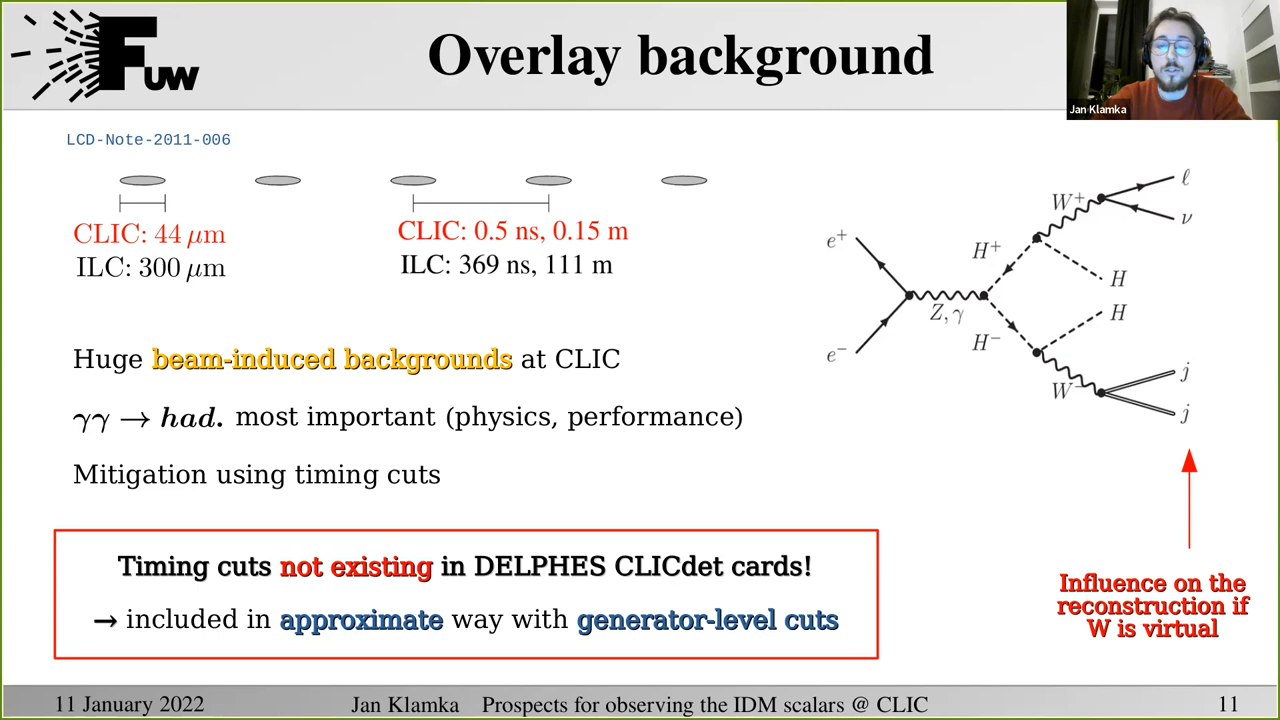 FUW
Overlay background
Jan Klamka
LCD-Note-2011-006
CLIC: 44 μm
ILC: 300 μm
CLIC: 0.5 ns, 0.15 m
ILC: 369 ns, 111 m
e⁺
e⁻
Z, γ
H⁺
H⁻
W⁺
W⁻
ℓ
ν
H
H
j
j
Huge beam-induced backgrounds at CLIC
γγ → had. most important (physics, performance)
Mitigation using timing cuts
Timing cuts not existing in DELPHES CLICdet cards!
→ included in approximate way with generator-level cuts
Influence on the
reconstruction if
W is virtual
11 January 2022
Jan Klamka Prospects for observing the IDM scalars @ CLIC
11